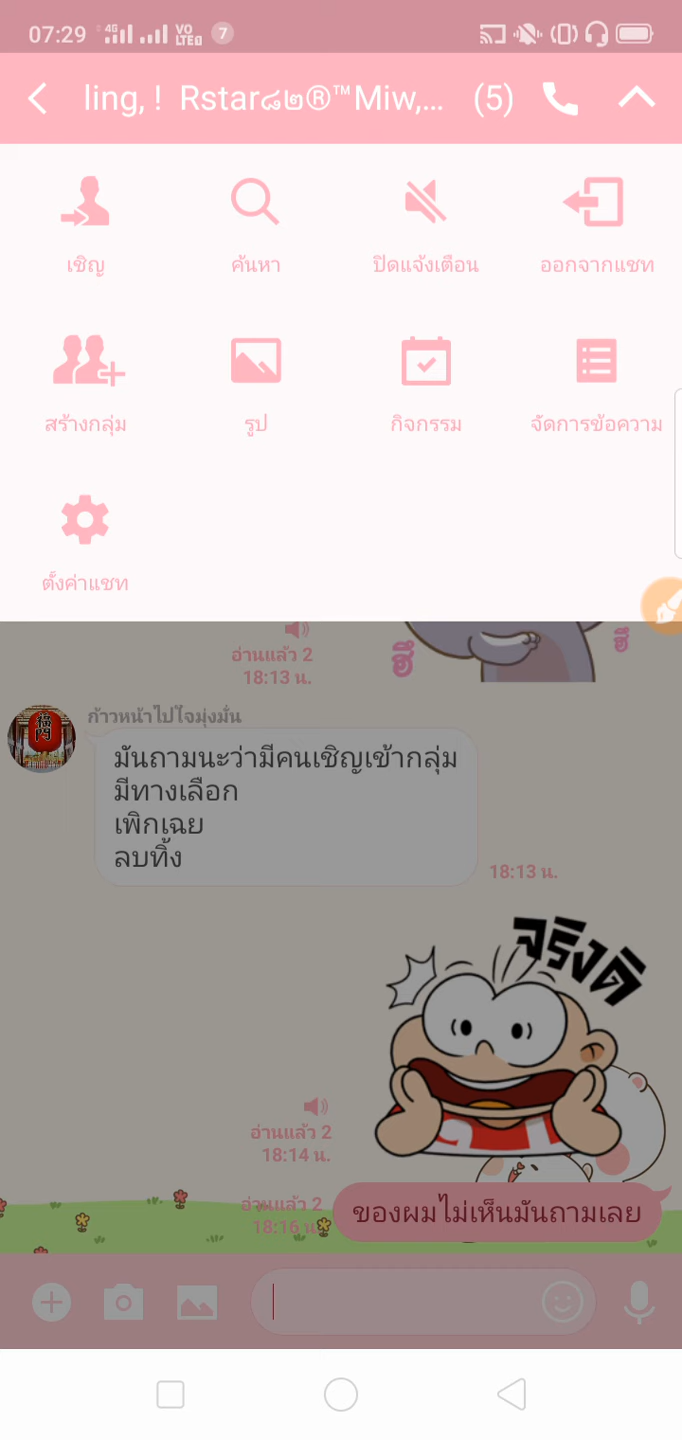 07:29 4G VO LTE1 7
ling, ! Rstar๘๒®™Miw,... (5)
เชิญ ค้นหา ปิดแจ้งเตือน ออกจากแชท
สร้างกลุ่ม รูป กิจกรรม จัดการข้อความ
ตั้งค่าแชท
ฮึ ฮึ
อ่านแล้ว 2
18:13 น.
ก้าวหน้าไปใจมุ่งมั่น
มันถามนะว่ามีคนเชิญเข้ากลุ่ม
มีทางเลือก
เพิกเฉย
ลบทิ้ง
18:13 น.
จริงดิ
อ่านแล้ว 2
18:14 น.
อ่านแล้ว 2
18:16 น.
ของผมไม่เห็นมันถามเลย